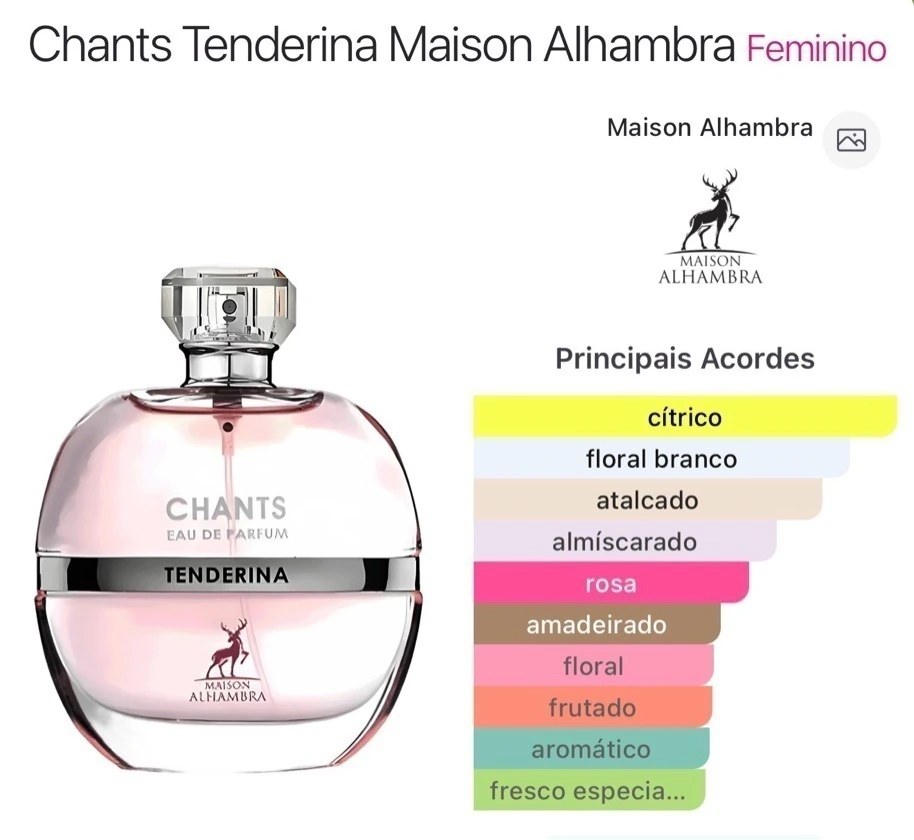 Chants Tenderina Maison Alhambra Feminino
Maison Alhambra
MAISON
ALHAMBRA
CHANTS
EAU DE PARFUM
TENDERINA
MAISON
ALHAMBRA
Principais Acordes
cítrico
floral branco
atalcado
almíscarado
rosa
amadeirado
floral
frutado
aromático
fresco especia...